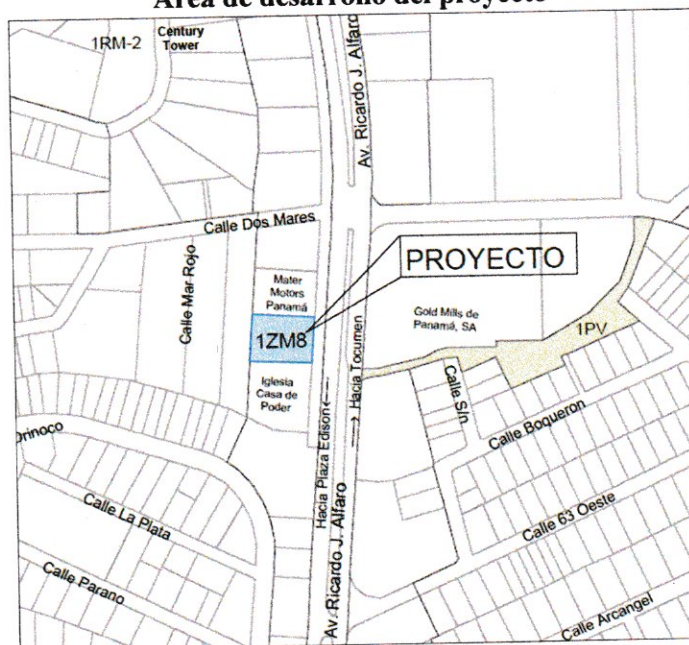 Área de desarrollo del proyecto
1RM-2
Century
Tower
Av. Ricardo J. Alfaro
Calle Dos Mares
PROYECTO
Calle Mar Rojo
Mater
Motors
Panamá
Gold Mills de
Panamá, SA
1PV
1ZM8
Hacia Tocumen
Iglesia
Casa de
Poder
Hacia Plaza Edison
Calle S/n
Calle Boqueron
Orinoco
Calle La Plata
Calle 63 Oeste
Calle Parano
Av. Ricardo J. Alfaro
Calle Arcangel